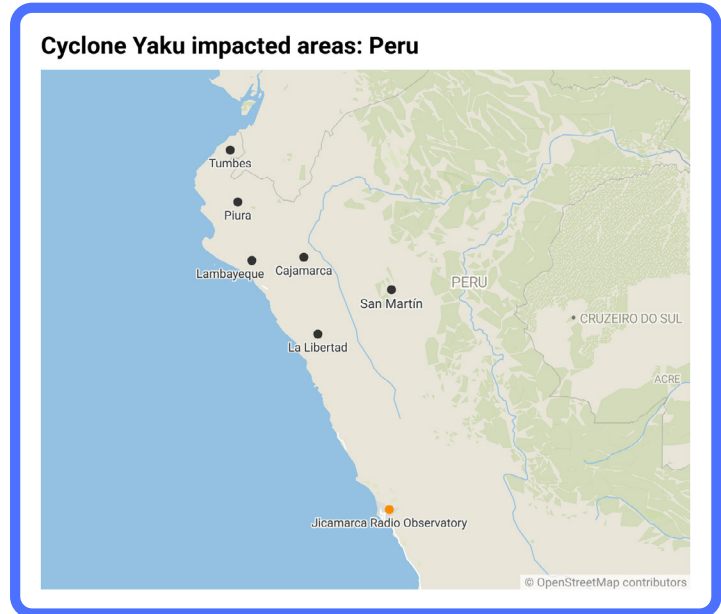 Cyclone Yaku impacted areas: Peru
Tumbes
Piura
Lambayeque
Cajamarca
San Martín
PERU
CRUZEIRO DO SUL
La Libertad
ACRE
Jicamarca Radio Observatory
© OpenStreetMap contributors